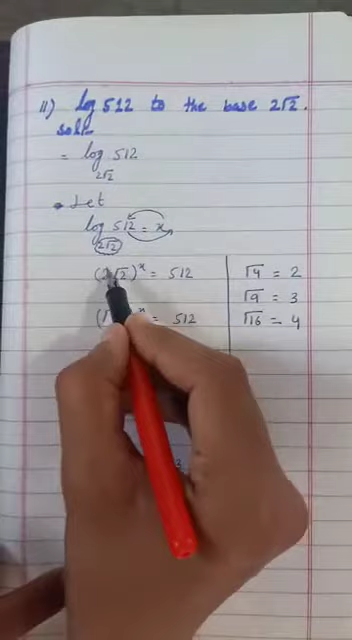 11) log 512 to the base 2√2.
soln
= log 512
2√2
• Let
log 512 = x
2√2
(2√2)^x = 512
√4 = 2
√9 = 3
= 512
√16 = 4